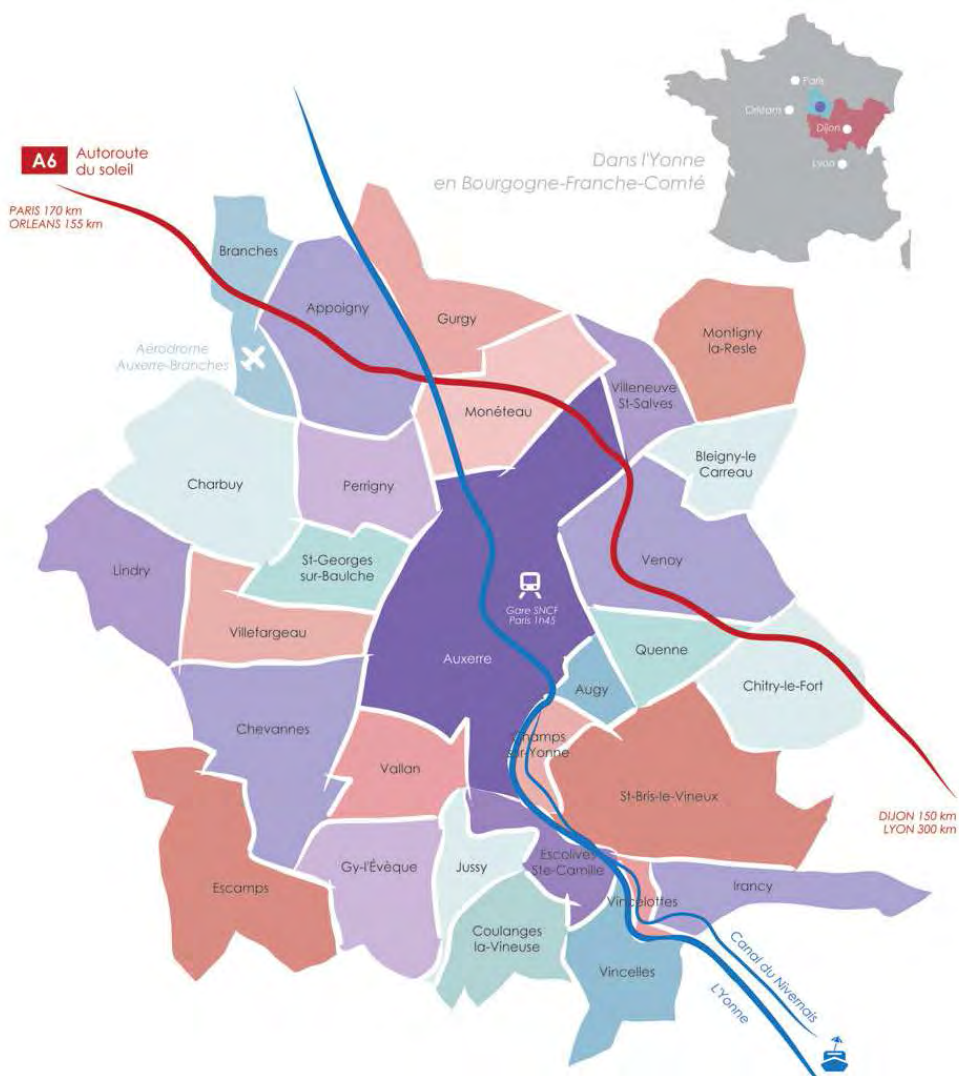 Paris
Orléans
Dijon
Lyon
Dans l'Yonne
en Bourgogne-Franche-Comté
A6
Autoroute
du soleil
PARIS 170 km
ORLEANS 155 km
Branches
Appoigny
Gurgy
Montigny
la-Resle
Aérodrome
Auxerre-Branches
Monéteau
Villeneuve
St-Salves
Bleigny-le
Carreau
Charbuy
Perrigny
Venoy
St-Georges
sur-Baulche
Lindry
Gare SNCF
Paris 1h45
Villefargeau
Auxerre
Quenne
Augy
Chitry-le-Fort
Chevannes
Champs
sur-Yonne
Vallan
St-Bris-le-Vineux
DIJON 150 km
LYON 300 km
Escamps
Gy-l'Évèque
Jussy
Escolives
Ste-Camille
Irancy
Vincelottes
Coulanges
la-Vineuse
Vincelles
Canal du Nivernais
L'Yonne